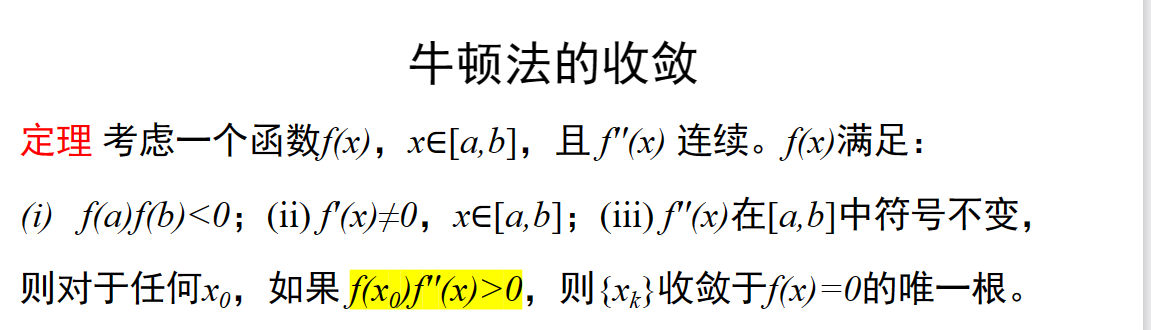 牛顿法的收敛
定理 考虑一个函数f(x)，x∈[a,b]，且 f''(x) 连续。f(x)满足：
(i) f(a)f(b)<0；(ii) f'(x)≠0，x∈[a,b]；(iii) f''(x)在[a,b]中符号不变，
则对于任何x₀，如果 f(x₀)f''(x)>0，则{xₖ}收敛于f(x)=0的唯一根。